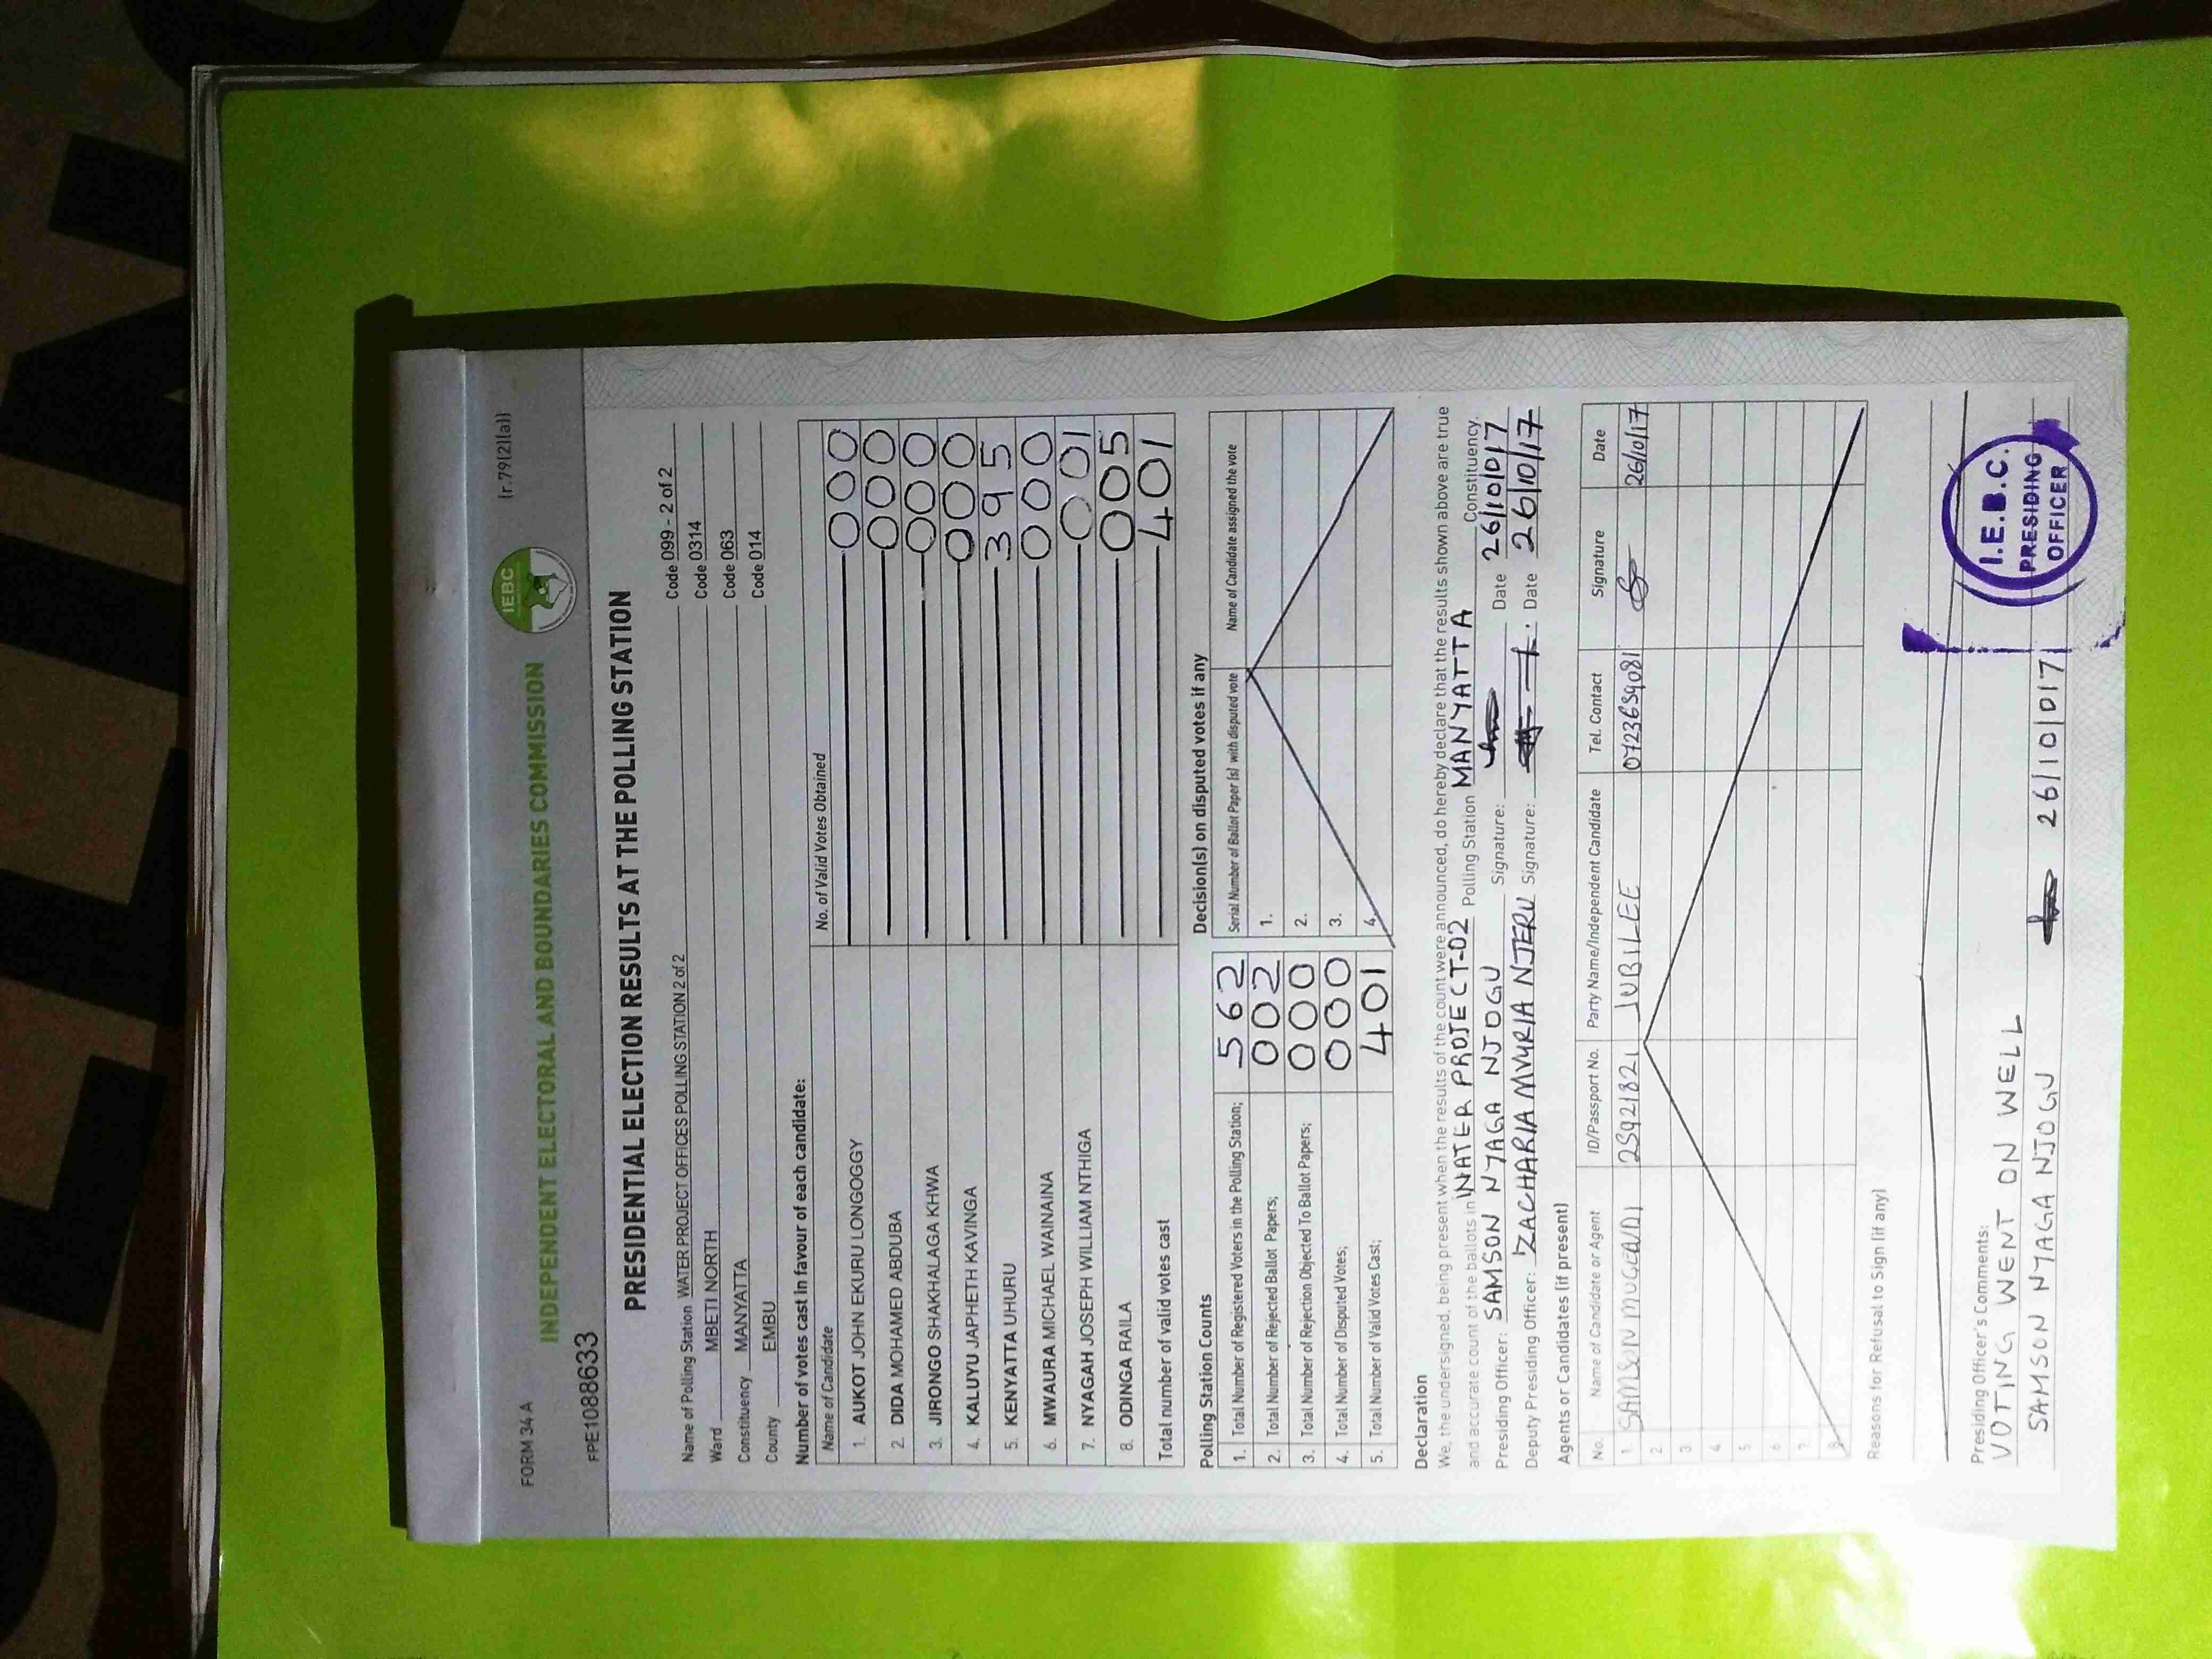 FORM 34 A
(r.79(2)(a))
INDEPENDENT ELECTORAL AND BOUNDARIES COMMISSION
IEBC
FPE1088633
PRESIDENTIAL ELECTION RESULTS AT THE POLLING STATION
Name of Polling Station WATER PROJECT OFFICES POLLING STATION 2 of 2 Code 099 - 2 of 2
Ward MBETI NORTH Code 0314
Constituency MANYATTA Code 063
County EMBU Code 014
Number of votes cast in favour of each candidate:
Name of Candidate No. of Valid Votes Obtained
1. AUKOT JOHN EKURU LONGOGGY 000
2. DIDA MOHAMED ABDUBA 000
3. JIRONGO SHAKHALAGA KHWA 000
4. KALUYU JAPHETH KAVINGA 000
5. KENYATTA UHURU 395
6. MWAURA MICHAEL WAINAINA 000
7. NYAGAH JOSEPH WILLIAM NTHIGA 001
8. ODINGA RAILA 005
Total number of valid votes cast 401
Polling Station Counts
1. Total Number of Registered Voters in the Polling Station; 562
2. Total Number of Rejected Ballot Papers; 002
3. Total Number of Rejection Objected To Ballot Papers; 000
4. Total Number of Disputed Votes; 000
5. Total Number of Valid Votes Cast; 401
Decision(s) on disputed votes if any
Serial Number of Ballot Paper (s) with disputed vote Name of Candidate assigned the vote
1.
2.
3.
4.
Declaration
We, the undersigned, being present when the results of the count were announced, do hereby declare that the results shown above are true
and accurate count of the ballots in WATER PROJECT-02 Polling Station MANYATTA Constituency.
Presiding Officer: SAMSON NJAGA NJOGU Signature: Date 26/10/017
Deputy Presiding Officer: ZACHARIA MVURIA NJERU Signature: Date 26/10/17
Agents or Candidates (if present)
No. Name of Candidate or Agent ID/Passport No. Party Name/Independent Candidate Tel. Contact Signature Date
1. SAMSON 23921821 JUBILEE 0723639081 26/10/17
2
3.
4
5
6
7.
8.
Reasons for Refusal to Sign (if any)
Presiding Officer's Comments:
VOTING WENT ON WELL
SAMSON NJAGA NJOGU 26/10/017
I.E.B.C.
PRESIDING
OFFICER